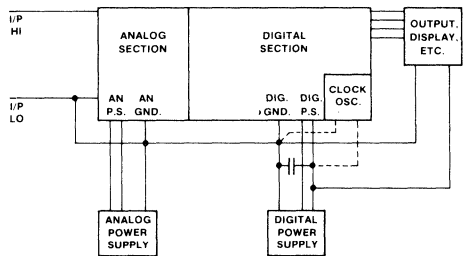 I/P
HI
ANALOG
SECTION
DIGITAL
SECTION
OUTPUT,
DISPLAY,
ETC.
CLOCK
OSC.
I/P
LO
AN
P.S.
AN
GND.
DIG.
GND.
DIG.
P.S.
ANALOG
POWER
SUPPLY
DIGITAL
POWER
SUPPLY